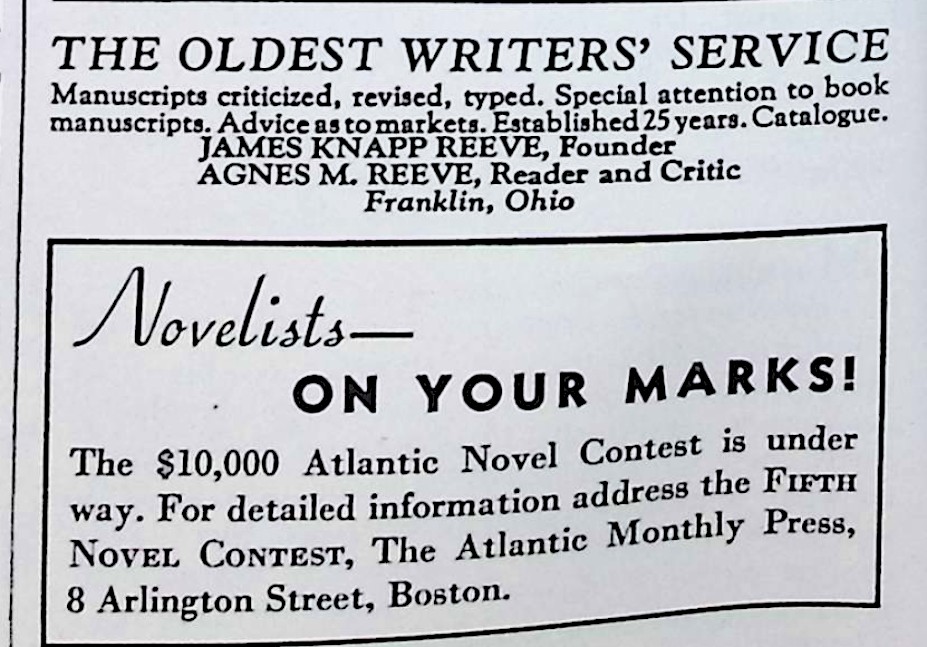 THE OLDEST WRITERS' SERVICE
Manuscripts criticized, revised, typed. Special attention to book
manuscripts. Advice as to markets. Established 25 years. Catalogue.
JAMES KNAPP REEVE, Founder
AGNES M. REEVE, Reader and Critic
Franklin, Ohio
Novelists—
ON YOUR MARKS!
The $10,000 Atlantic Novel Contest is under
way. For detailed information address the FIFTH
NOVEL CONTEST, The Atlantic Monthly Press,
8 Arlington Street, Boston.